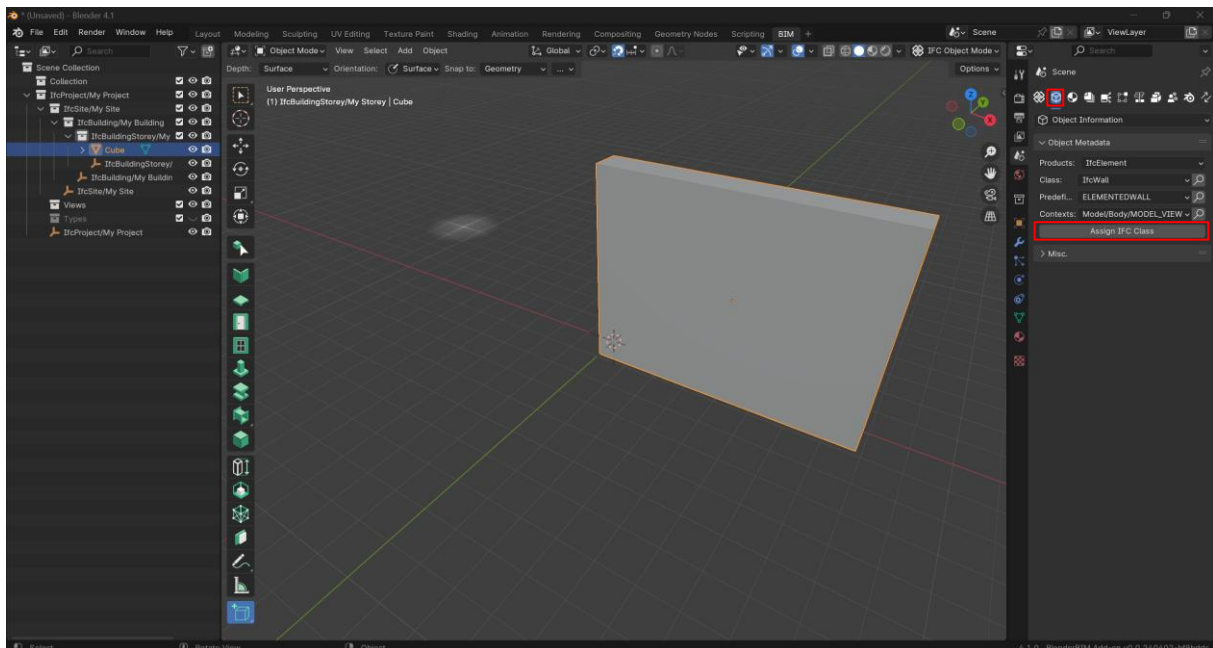 * (Unsaved) - Blender 4.1
File Edit Render Window Help Layout Modeling Sculpting UV Editing Texture Paint Shading Animation Rendering Compositing Geometry Nodes Scripting BIM + Scene ViewLayer
Search Object Mode View Select Add Object Global IFC Object Mode Search
Depth: Surface Orientation: Surface Snap to: Geometry ... Options
Scene Collection
Collection
IfcProject/My Project
IfcSite/My Site
IfcBuilding/My Building
IfcBuildingStorey/My
Cube
IfcBuildingStorey/
IfcBuilding/My Buildin
IfcSite/My Site
Views
Types
IfcProject/My Project
User Perspective
(1) IfcBuildingStorey/My Storey | Cube
Z
Y
X
Scene
Object Information
Object Metadata
Products: IfcElement
Class: IfcWall
Predefi... ELEMENTEDWALL
Contexts: Model/Body/MODEL_VIEW
Assign IFC Class
Misc.
Select Rotate View Object